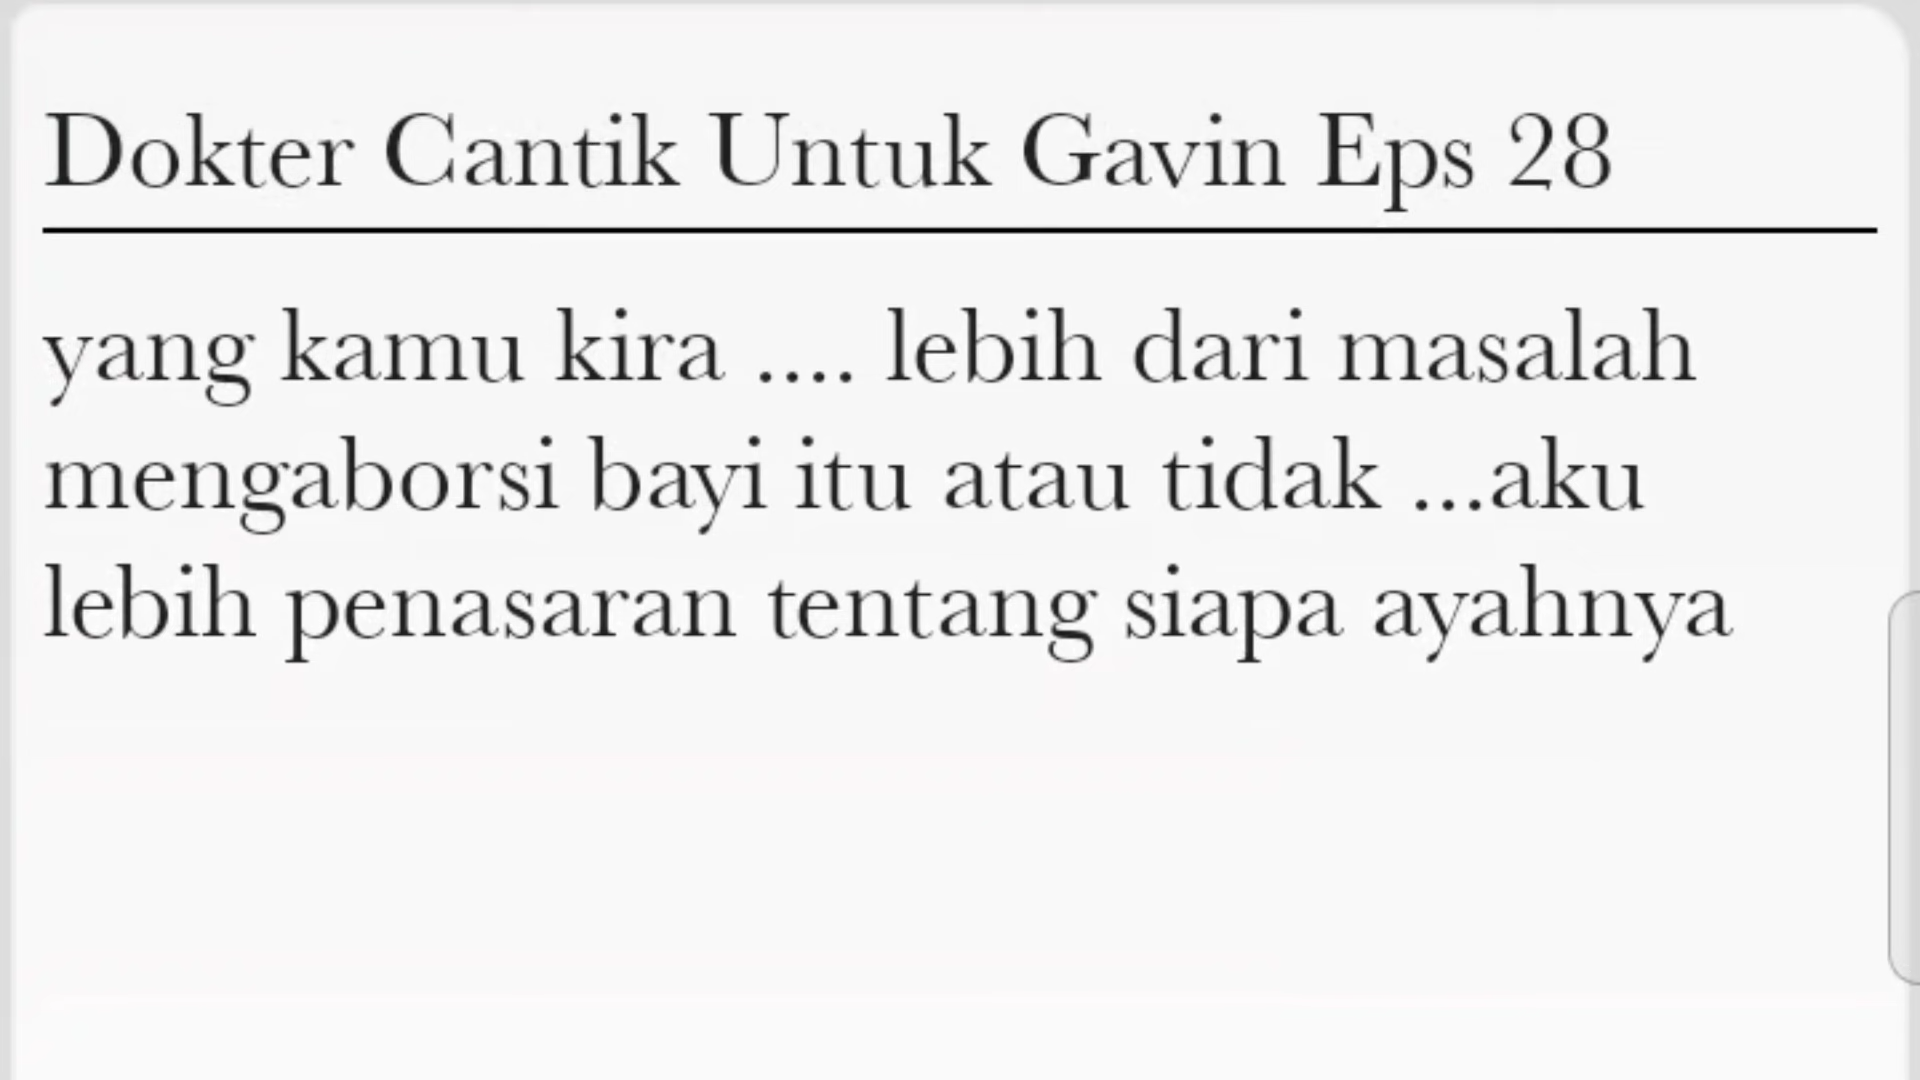 Dokter Cantik Untuk Gavin Eps 28
yang kamu kira .... lebih dari masalah
mengaborsi bayi itu atau tidak ...aku
lebih penasaran tentang siapa ayahnya